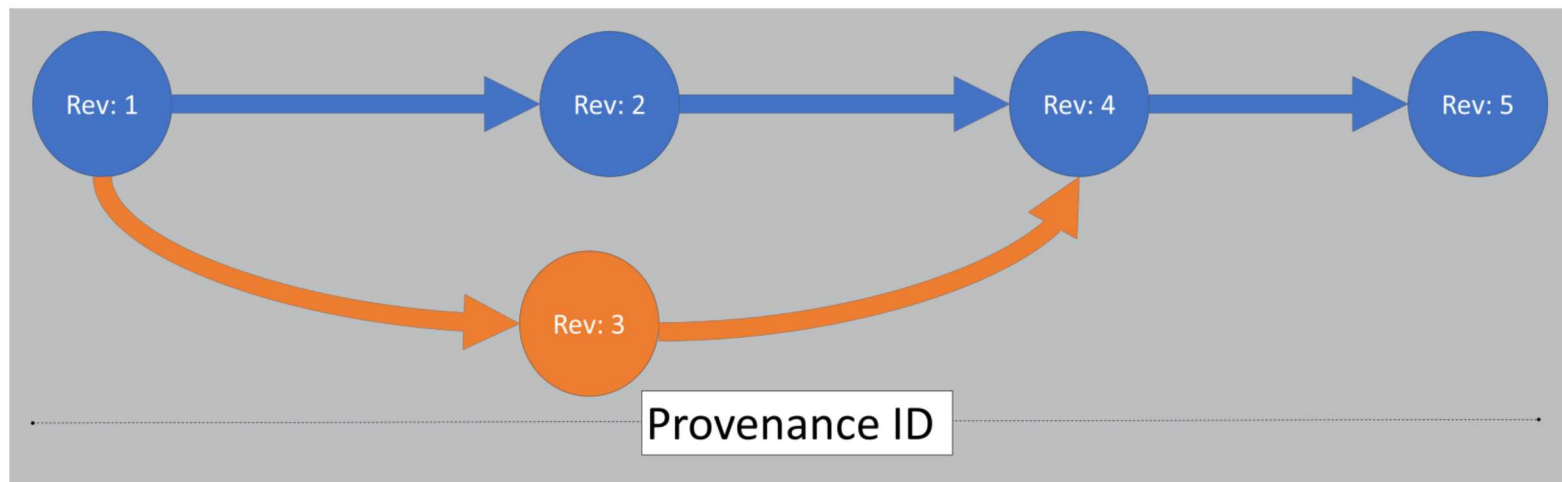 Rev: 1
Rev: 2
Rev: 4
Rev: 5
Rev: 3
Provenance ID